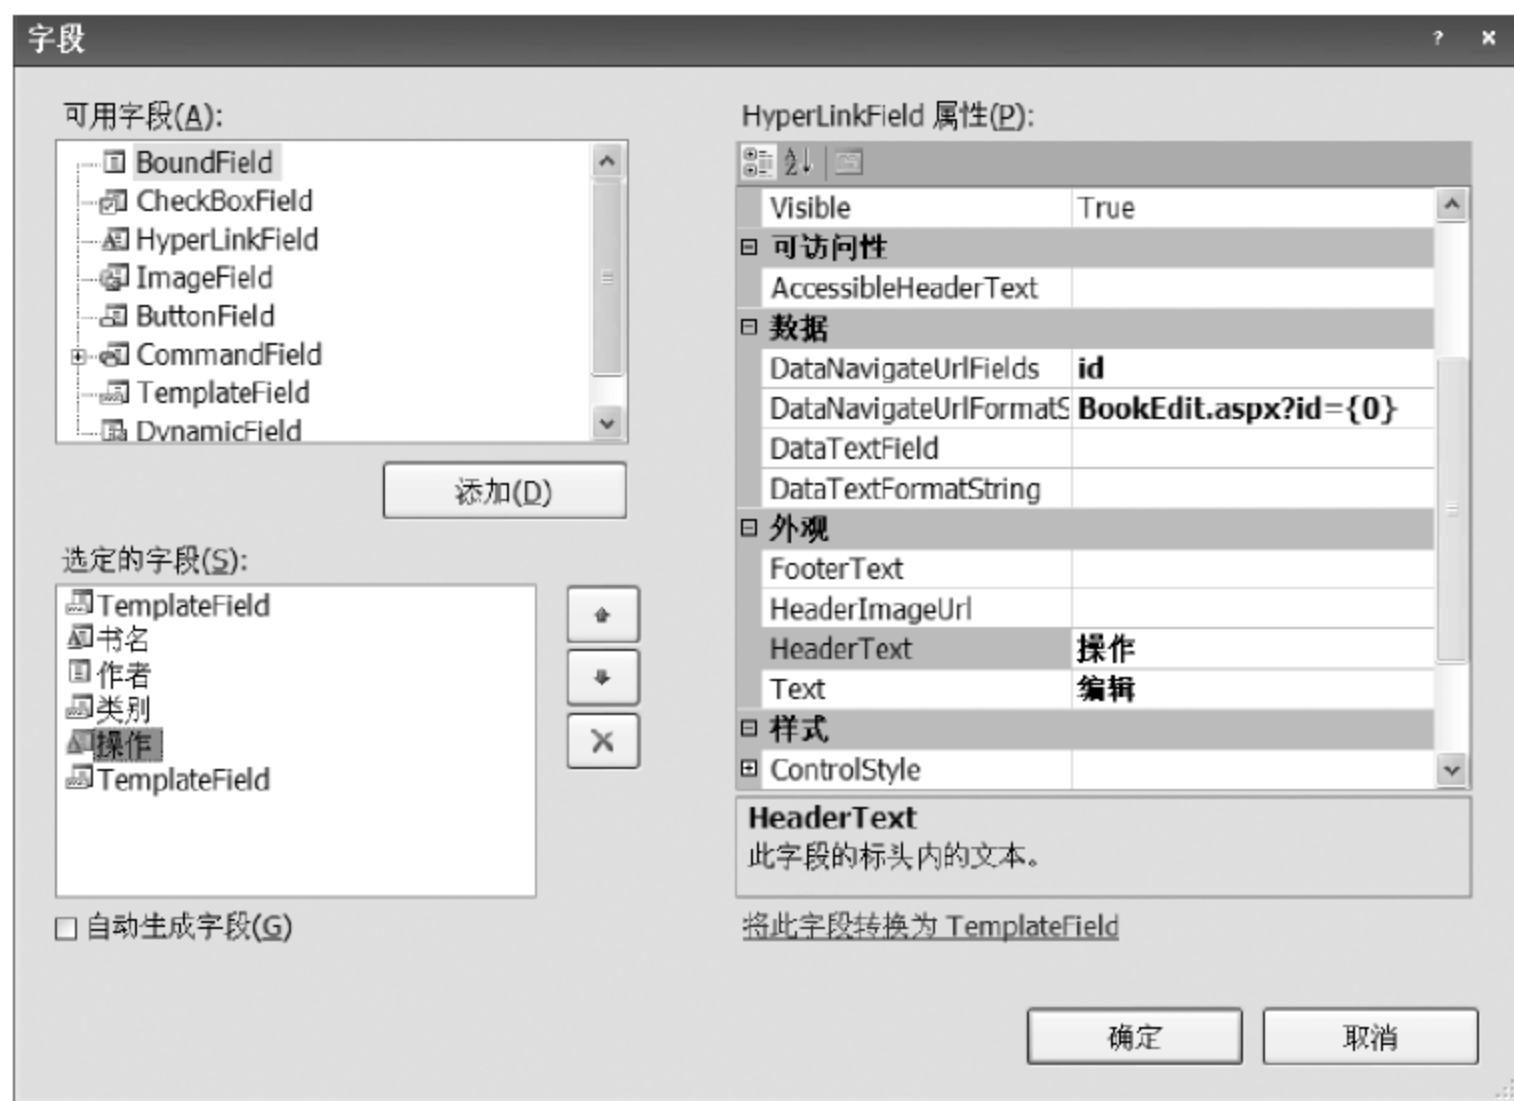 字段
可用字段(A):
BoundField
CheckBoxField
HyperLinkField
ImageField
ButtonField
CommandField
TemplateField
DynamicField
添加(D)
选定的字段(S):
TemplateField
书名
作者
类别
操作
TemplateField
自动生成字段(G)
HyperLinkField 属性(P):
Visible True
可访问性
AccessibleHeaderText
数据
DataNavigateUrlFields id
DataNavigateUrlFormatS BookEdit.aspx?id={0}
DataTextField
DataTextFormatString
外观
FooterText
HeaderImageUrl
HeaderText 操作
Text 编辑
样式
ControlStyle
HeaderText
此字段的标头内的文本。
将此字段转换为 TemplateField
确定 取消